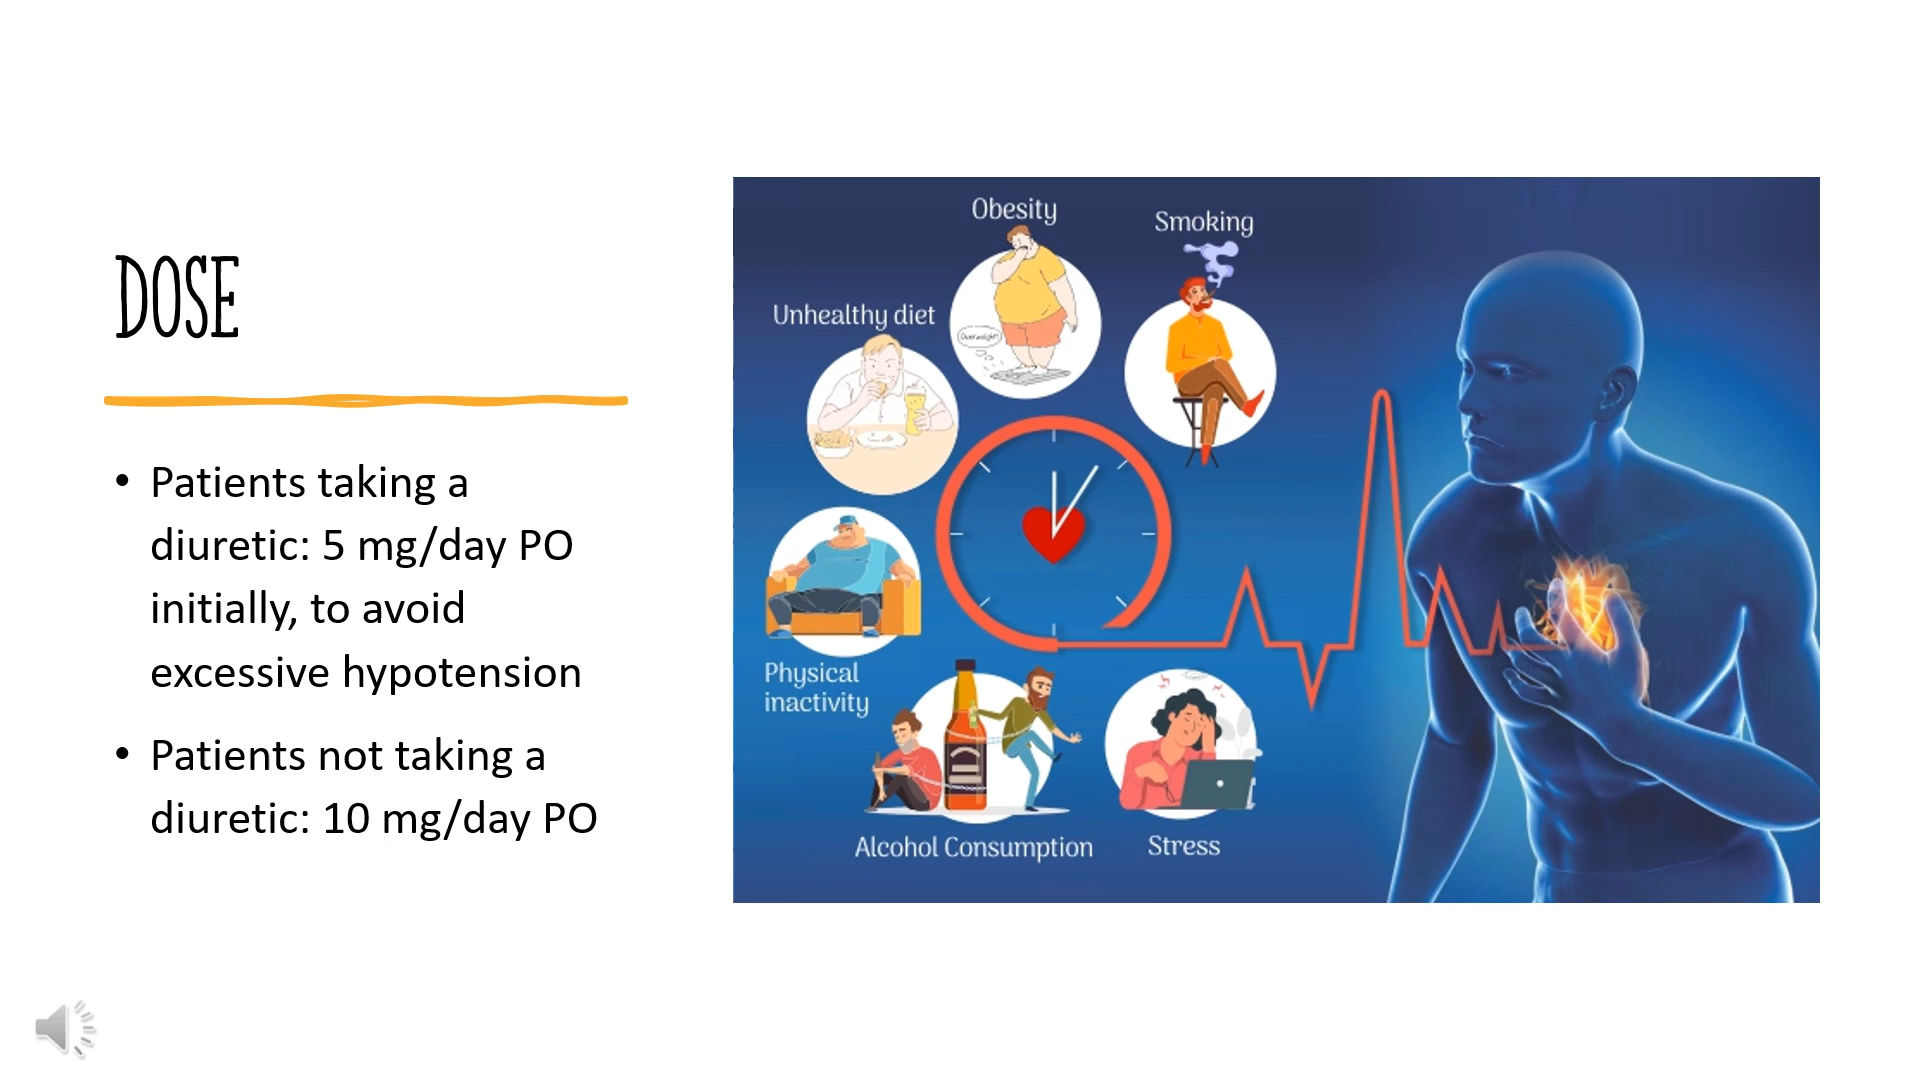 DOSE
• Patients taking a
diuretic: 5 mg/day PO
initially, to avoid
excessive hypotension
• Patients not taking a
diuretic: 10 mg/day PO
Obesity
Smoking
Unhealthy diet
Overweight!
Physical
inactivity
Alcohol Consumption
Stress